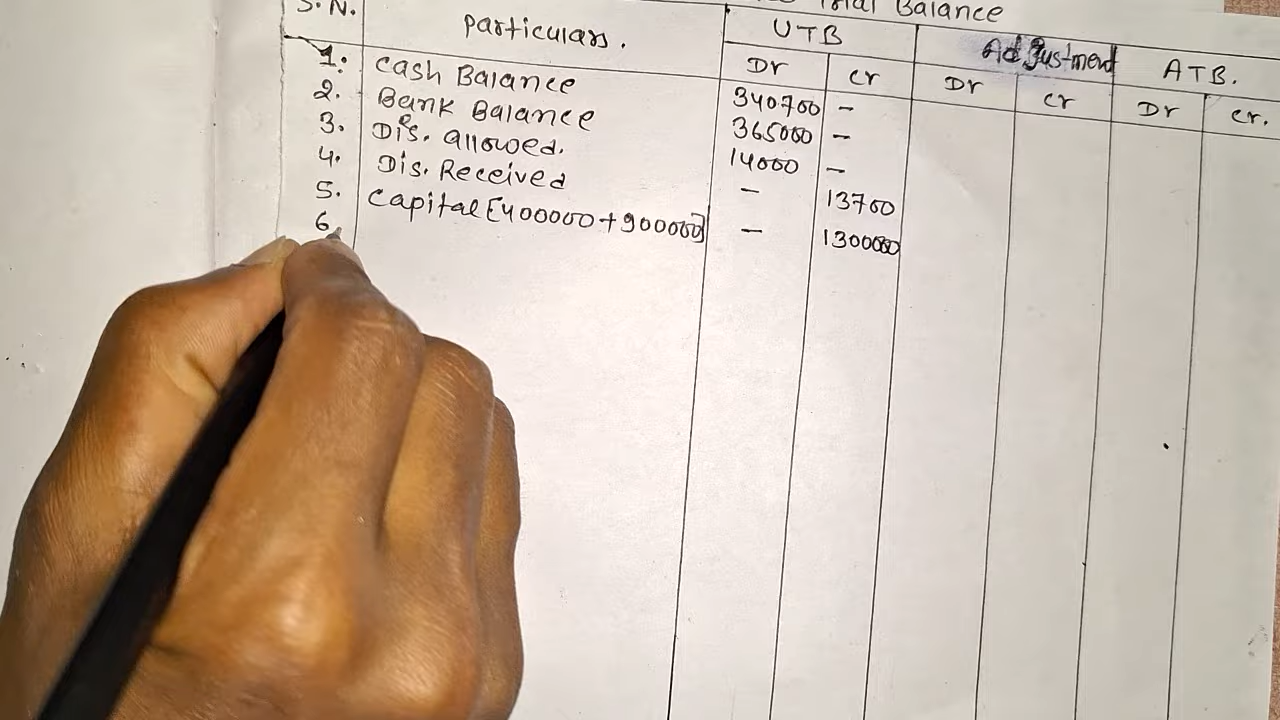 Trial Balance
S.N. Particulars. UTB Adjustment ATB.
Dr Cr Dr Cr Dr Cr.
1. Cash Balance 340700 -
2. Bank Balance 365000 -
3. Dis. allowed. 14000 -
4. Dis. Received - 13700
5. Capital [400000+900000] - 1300000
6.